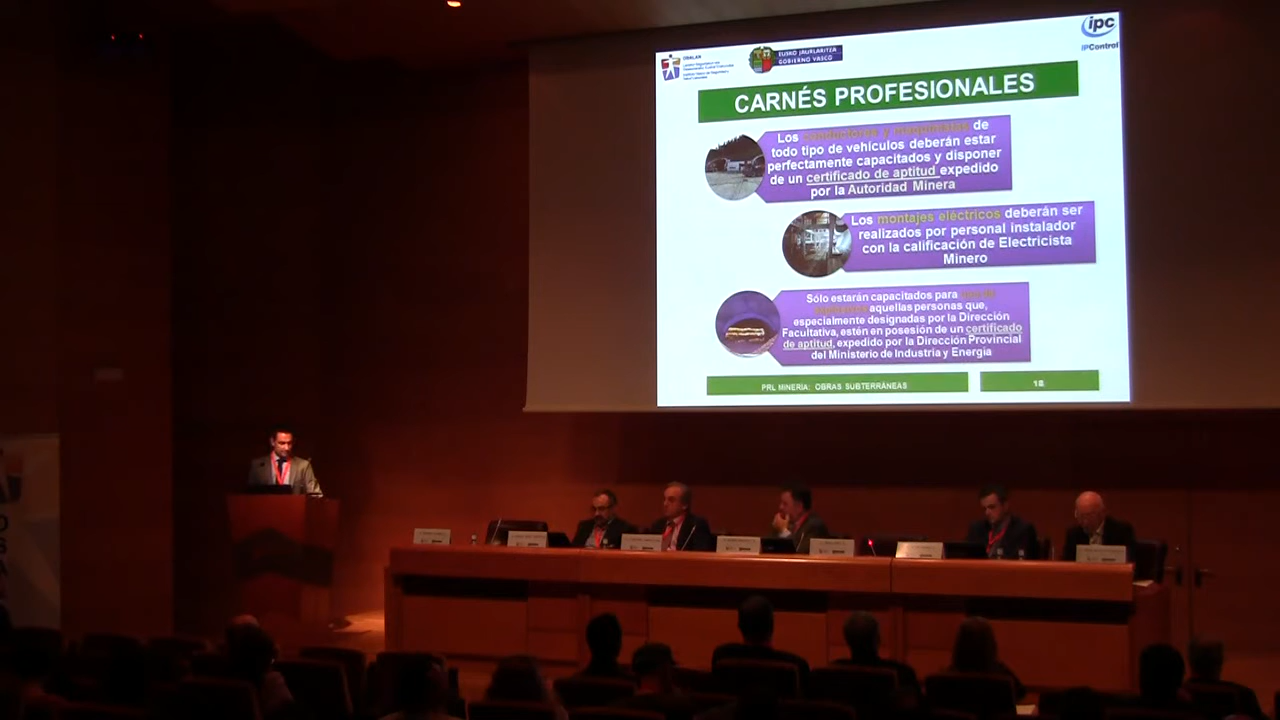 OSALAN
EUSKO JAURLARITZA
GOBIERNO VASCO
ipc
IPControl
CARNÉS PROFESIONALES
Los conductores y maquinistas de
todo tipo de vehículos deberán estar
perfectamente capacitados y disponer
de un certificado de aptitud expedido
por la Autoridad Minera
Los montajes eléctricos deberán ser
realizados por personal instalador
con la calificación de Electricista
Minero
Sólo estarán capacitados para
aquellas personas que,
especialmente designadas por la Dirección
Facultativa, estén en posesión de un certificado
de aptitud, expedido por la Dirección Provincial
del Ministerio de Industria y Energia
PRL MINERIA: OBRAS SUBTERRÁNEAS
18